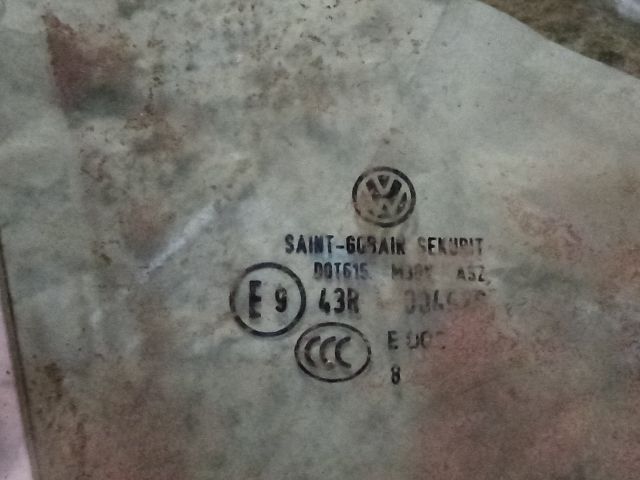 SAINT-GOBAIN SEKURIT
DOT615 AS2
E 9 43R
CCC E
8